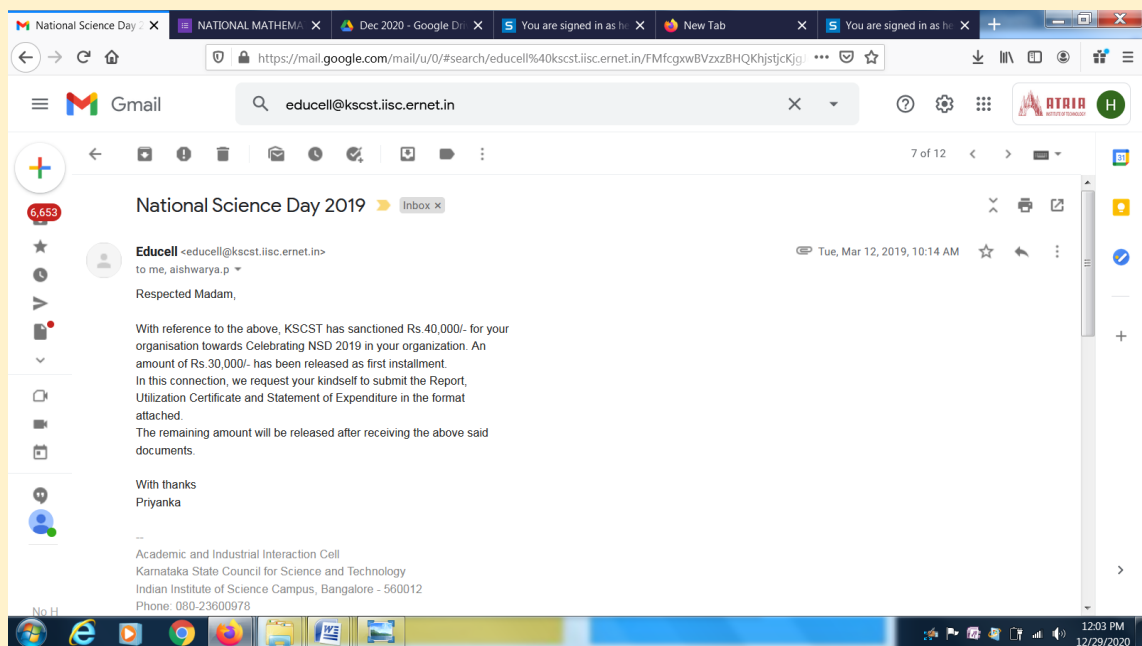 National Science Day 2
NATIONAL MATHEMA
Dec 2020 - Google Dri
You are signed in as he
New Tab
You are signed in as he
https://mail.google.com/mail/u/0/#search/educell%40kscst.iisc.ernet.in/FMfcgxwBVzxzBHQKhjstjcKjg
Gmail
educell@kscst.iisc.ernet.in
ATRIA
INSTITUTE OF TECHNOLOGY
H
7 of 12
31
6,653
National Science Day 2019
Inbox x
Educell <educell@kscst.iisc.ernet.in>
Tue, Mar 12, 2019, 10:14 AM
to me, aishwarya.p
Respected Madam,
With reference to the above, KSCST has sanctioned Rs.40,000/- for your
organisation towards Celebrating NSD 2019 in your organization. An
amount of Rs.30,000/- has been released as first installment.
In this connection, we request your kindself to submit the Report,
Utilization Certificate and Statement of Expenditure in the format
attached.
The remaining amount will be released after receiving the above said
documents.
With thanks
Priyanka
--
Academic and Industrial Interaction Cell
Karnataka State Council for Science and Technology
Indian Institute of Science Campus, Bangalore - 560012
Phone: 080-23600978
No H
12:03 PM
12/29/2020